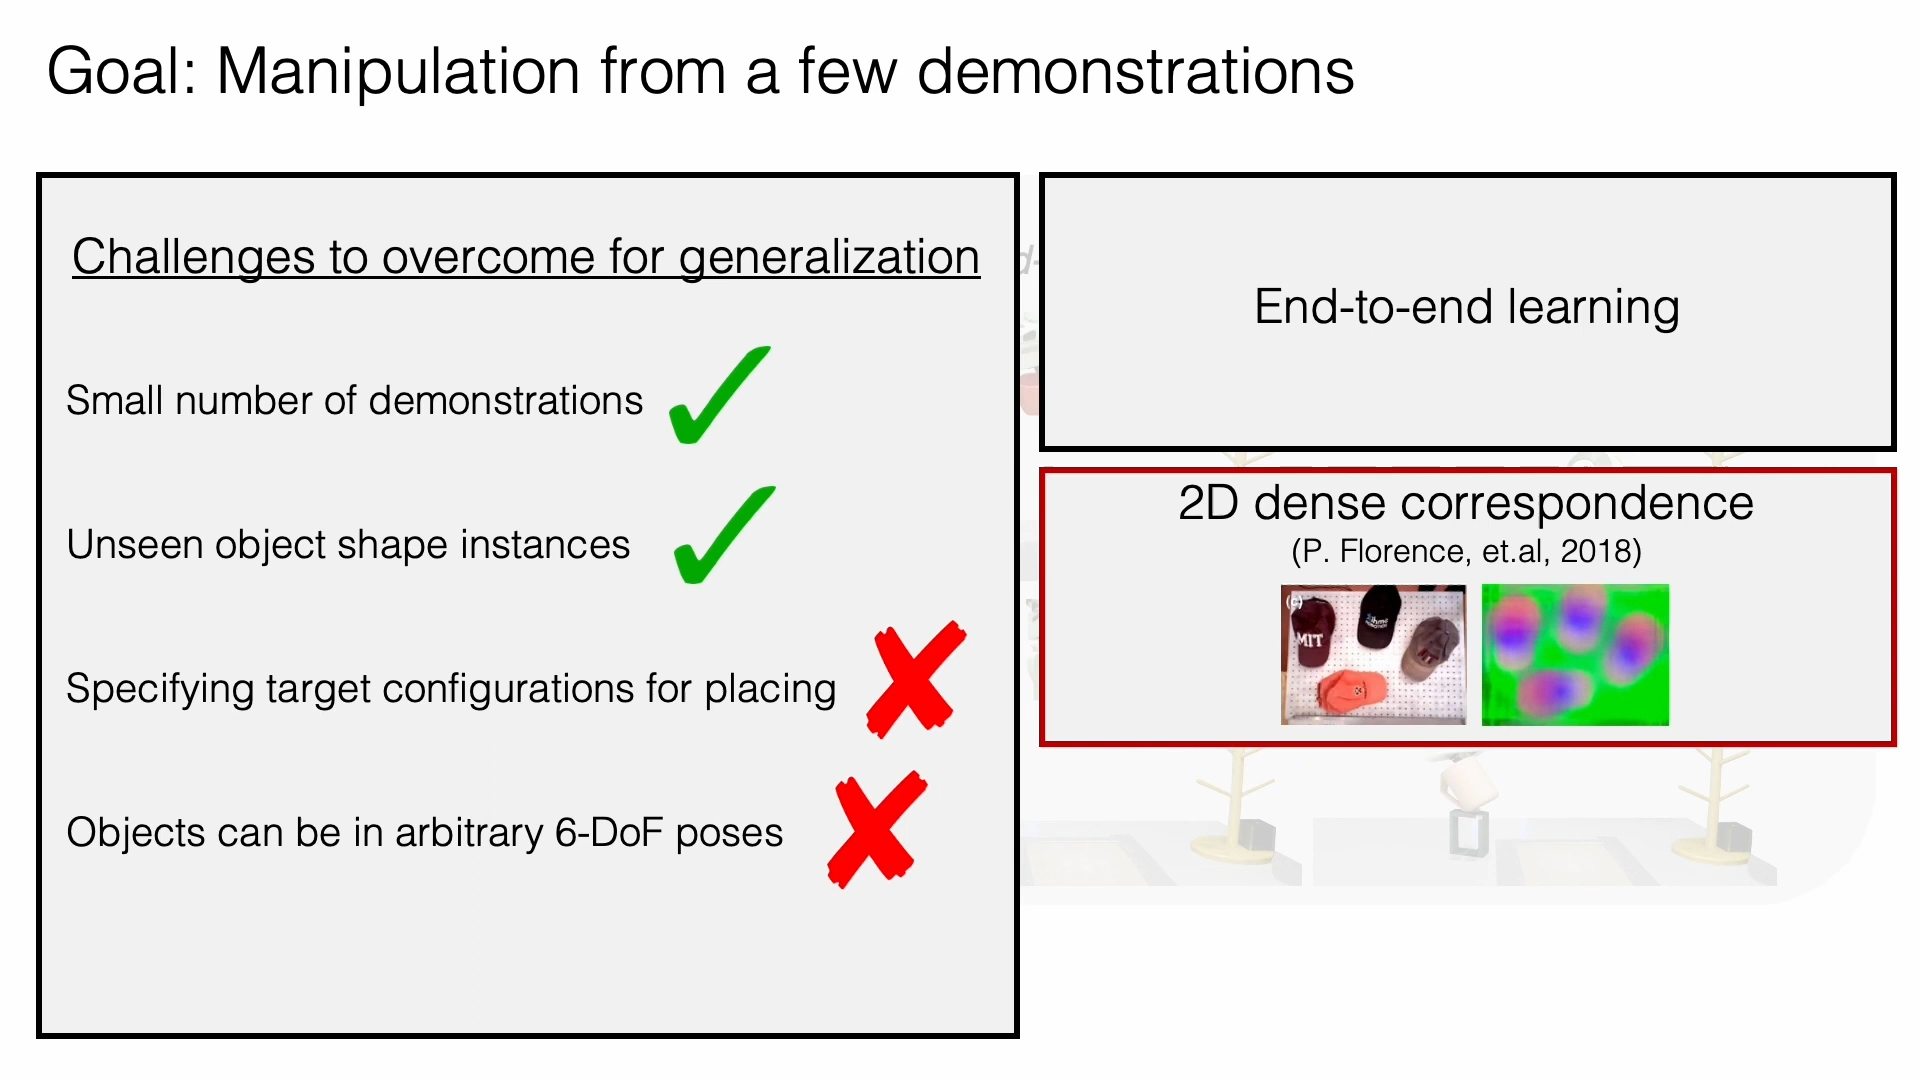 Goal: Manipulation from a few demonstrations
Challenges to overcome for generalization
Small number of demonstrations
Unseen object shape instances
Specifying target configurations for placing
Objects can be in arbitrary 6-DoF poses
End-to-end learning
2D dense correspondence
(P. Florence, et.al, 2018)
MIT